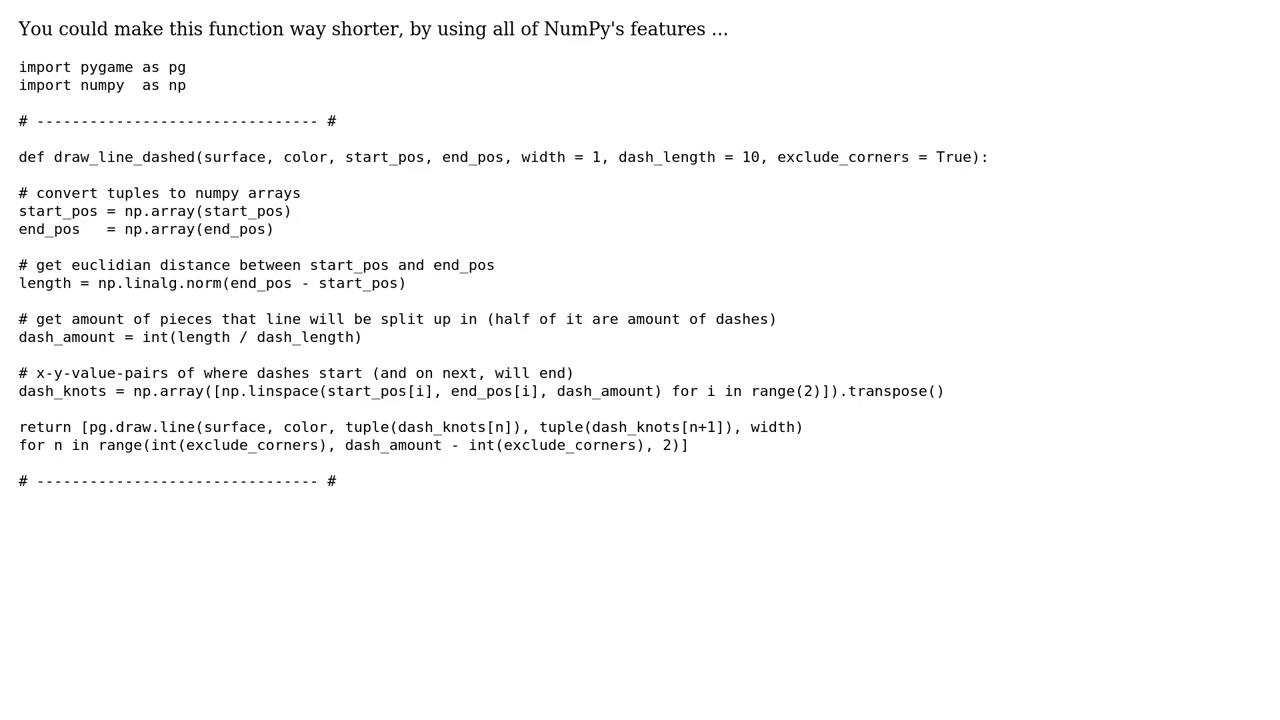 You could make this function way shorter, by using all of NumPy's features ...
import pygame as pg
import numpy  as np
# -------------------------------- #
def draw_line_dashed(surface, color, start_pos, end_pos, width = 1, dash_length = 10, exclude_corners = True):
# convert tuples to numpy arrays
start_pos = np.array(start_pos)
end_pos   = np.array(end_pos)
# get euclidian distance between start_pos and end_pos
length = np.linalg.norm(end_pos - start_pos)
# get amount of pieces that line will be split up in (half of it are amount of dashes)
dash_amount = int(length / dash_length)
# x-y-value-pairs of where dashes start (and on next, will end)
dash_knots = np.array([np.linspace(start_pos[i], end_pos[i], dash_amount) for i in range(2)]).transpose()
return [pg.draw.line(surface, color, tuple(dash_knots[n]), tuple(dash_knots[n+1]), width)
for n in range(int(exclude_corners), dash_amount - int(exclude_corners), 2)]
# -------------------------------- #